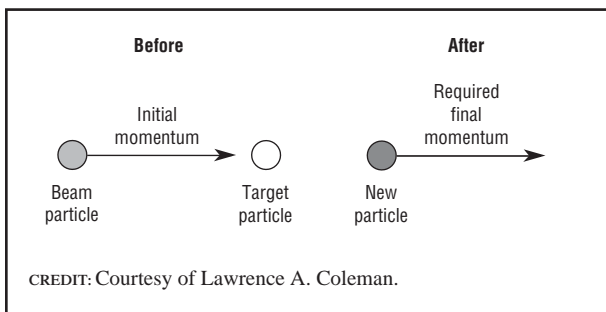 Before
After
Initial
momentum
Required
final
momentum
Beam
particle
Target
particle
New
particle
CREDIT: Courtesy of Lawrence A. Coleman.